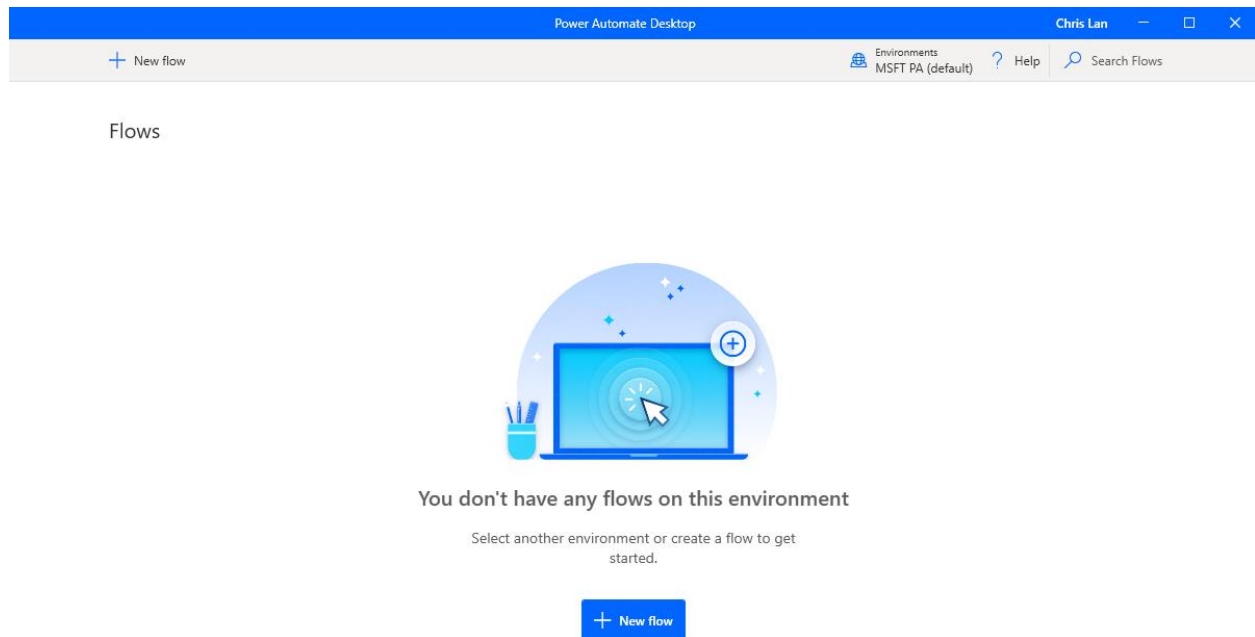 Power Automate Desktop
Chris Lan
New flow
Environments
MSFT PA (default)
? Help
Search Flows
Flows
You don't have any flows on this environment
Select another environment or create a flow to get
started.
New flow